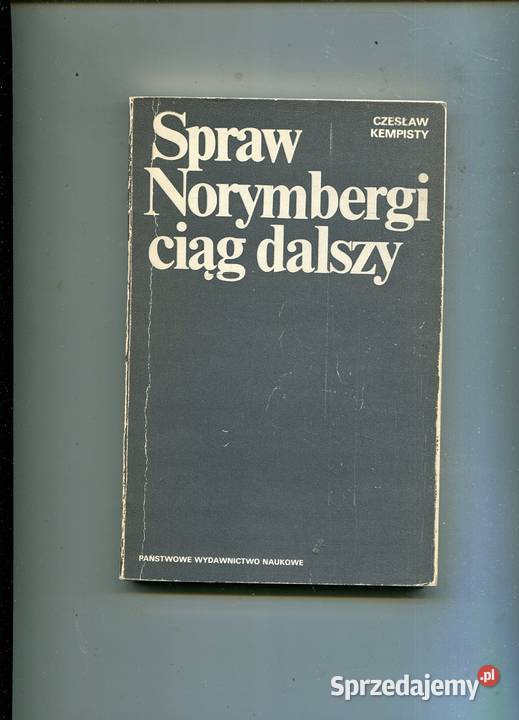 CZESŁAW
KEMPISTY
Spraw
Norymbergi
ciąg dalszy
PAŃSTWOWE WYDAWNICTWO NAUKOWE
Sprzedajemy.pl